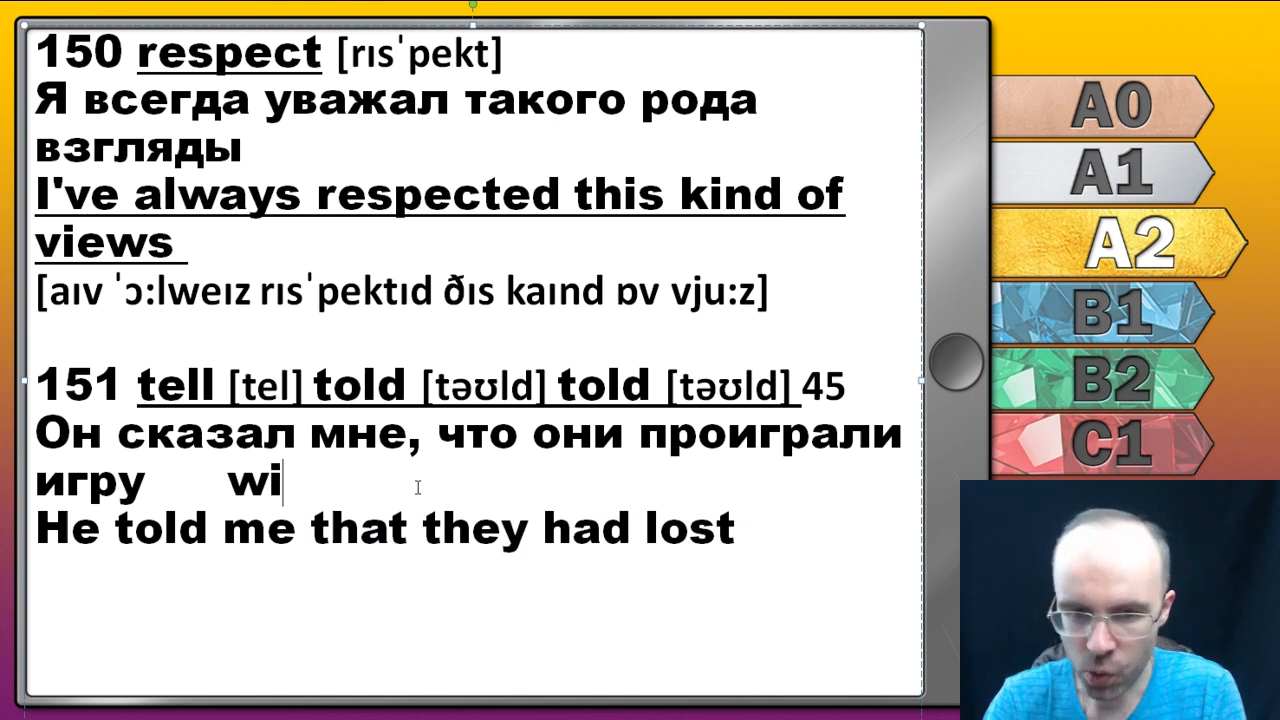 150 respect [rɪsˈpekt]
Я всегда уважал такого рода
взгляды
I've always respected this kind of
views
[aɪv ˈɔ:lweɪz rɪsˈpektɪd ðɪs kaɪnd ɒv vju:z]
151 tell [tel] told [təʊld] told [təʊld] 45
Он сказал мне, что они проиграли
игру wi
He told me that they had lost
A0
A1
A2
B1
B2
C1